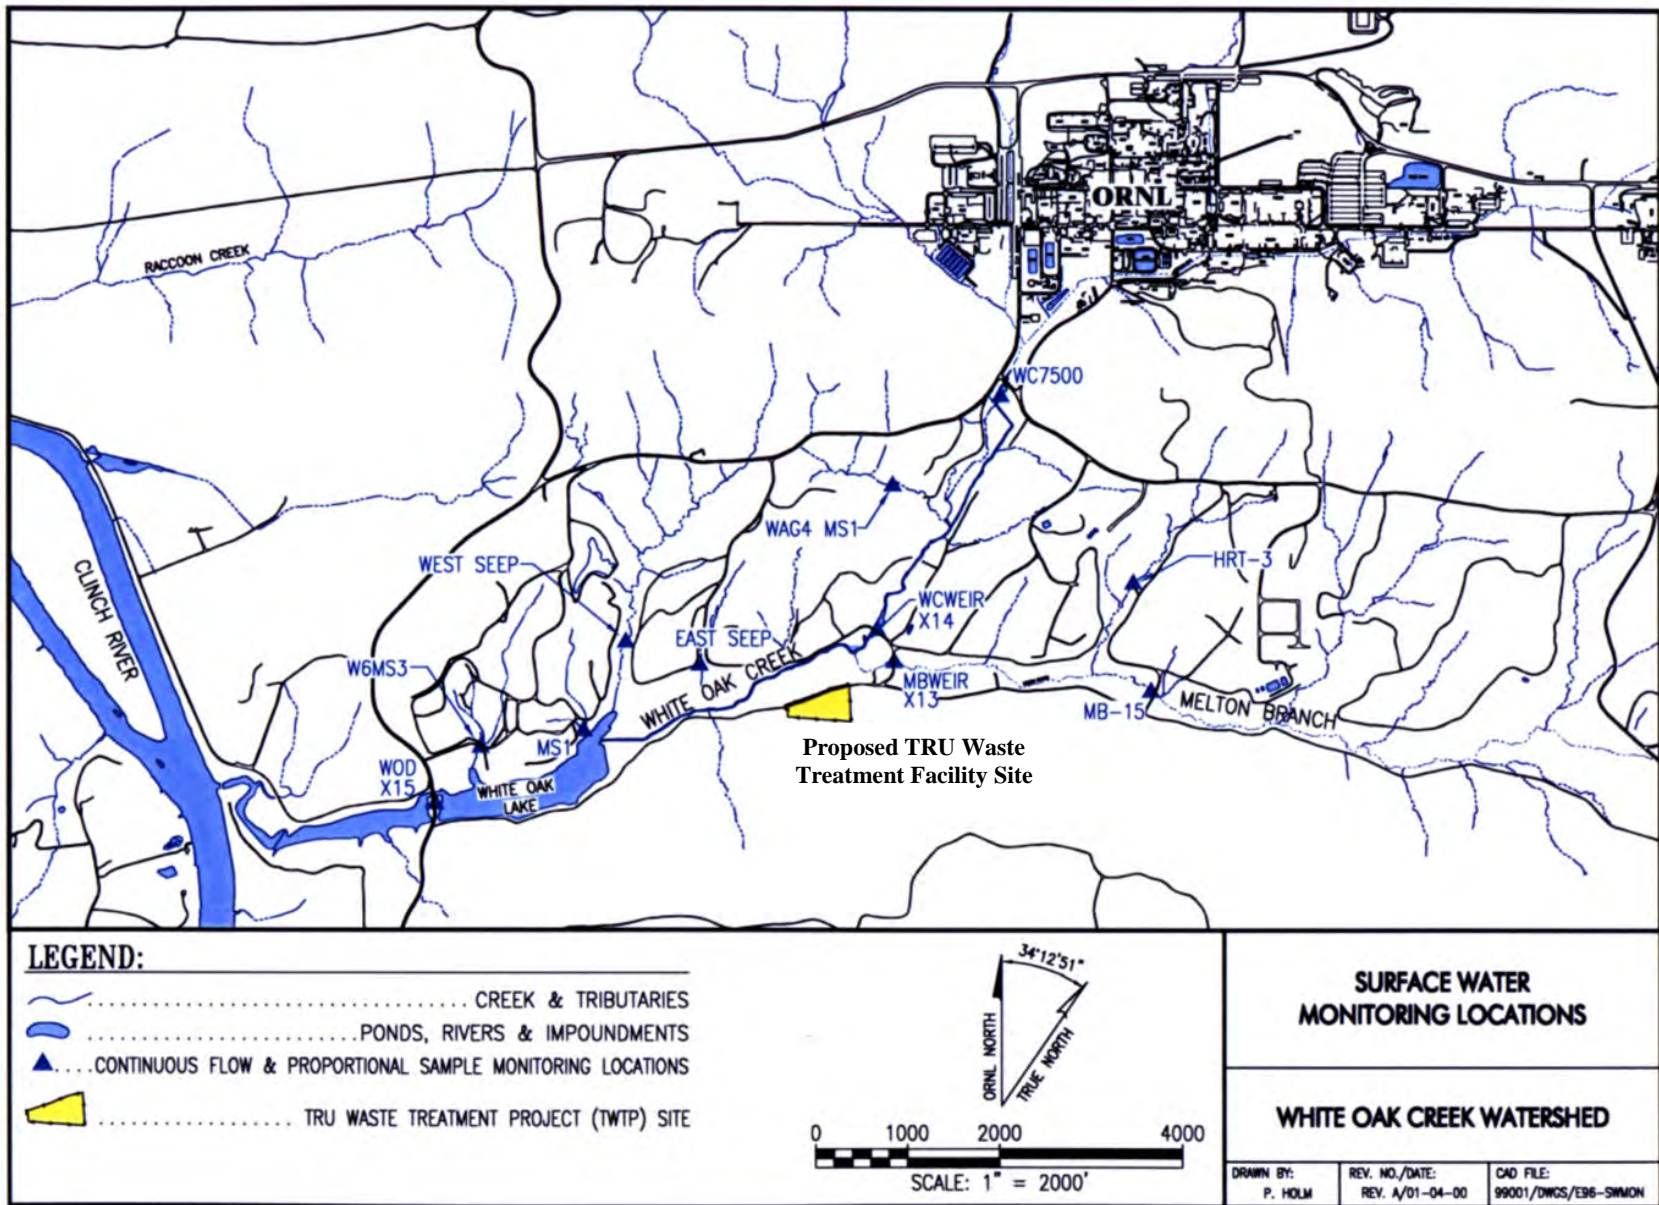 ORNL
RACCOON CREEK
WC7500
WAG4 MS1
WEST SEEP
HRT-3
CLINCH RIVER
WCWEIR
X14
EAST SEEP
W6MS3
WHITE OAK CREEK
MBWEIR
X13
MB-15
MELTON BRANCH
MS1
Proposed TRU Waste
Treatment Facility Site
WOD
X15
WHITE OAK
LAKE
LEGEND:
CREEK & TRIBUTARIES
PONDS, RIVERS & IMPOUNDMENTS
CONTINUOUS FLOW & PROPORTIONAL SAMPLE MONITORING LOCATIONS
TRU WASTE TREATMENT PROJECT (TWTP) SITE
34°12'51"
ORNL NORTH
TRUE NORTH
0 1000 2000 4000
SCALE: 1" = 2000'
SURFACE WATER
MONITORING LOCATIONS
WHITE OAK CREEK WATERSHED
DRAWN BY:
P. HOLM
REV. NO./DATE:
REV. A/01-04-00
CAD FILE:
99001/DWGS/E96-SWMON